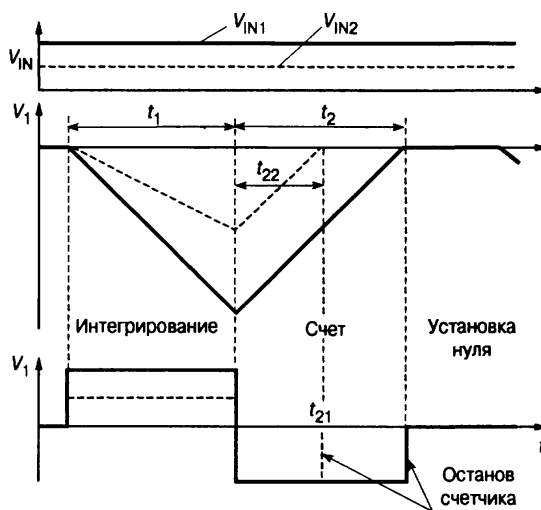 V_IN1
V_IN2
V_IN
V_1
t_1
t_2
t_22
Интегрирование
Счет
Установка
нуля
V_1
t_21
t
Останов
счетчика